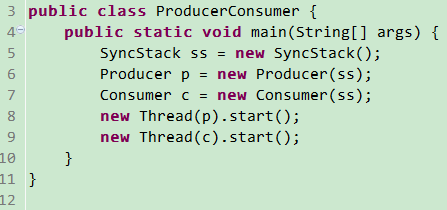 3 public class ProducerConsumer {
4 public static void main(String[] args) {
5 SyncStack ss = new SyncStack();
6 Producer p = new Producer(ss);
7 Consumer c = new Consumer(ss);
8 new Thread(p).start();
9 new Thread(c).start();
10 }
11 }
12